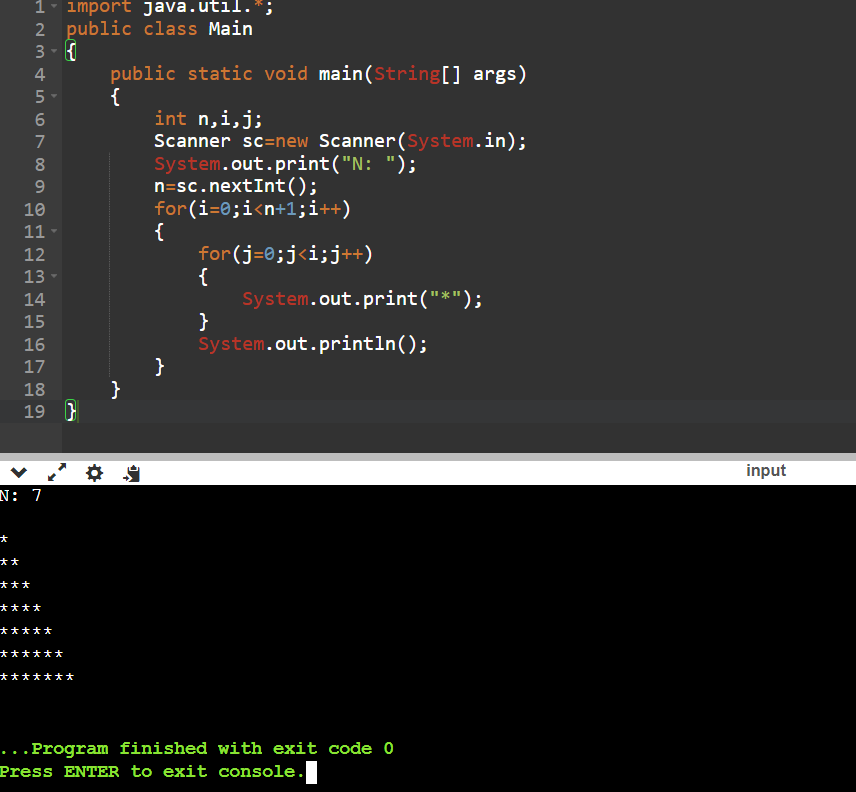 1 import java.util.*;
2 public class Main
3 {
4 public static void main(String[] args)
5 {
6 int n,i,j;
7 Scanner sc=new Scanner(System.in);
8 System.out.print("N: ");
9 n=sc.nextInt();
10 for(i=0;i<n+1;i++)
11 {
12 for(j=0;j<i;j++)
13 {
14 System.out.print("*");
15 }
16 System.out.println();
17 }
18 }
19 }
input
N: 7
*
**
***
****
*****
******
*******
...Program finished with exit code 0
Press ENTER to exit console.